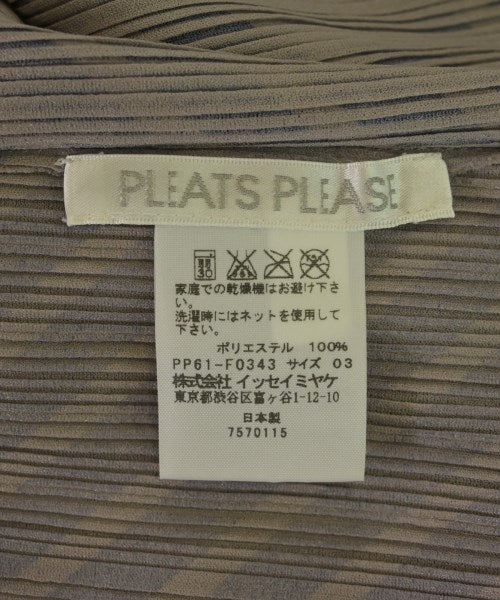 PLEATS PLEASE
30
家庭での乾燥機はお避け下さ
い。
洗濯時にはネットを使用して下さ
い。
ポリエステル 100%
PP61-F0343 サイズ 03
株式会社 イッセイミヤケ
東京都渋谷区富ヶ谷1-12-10
日本製
7570115